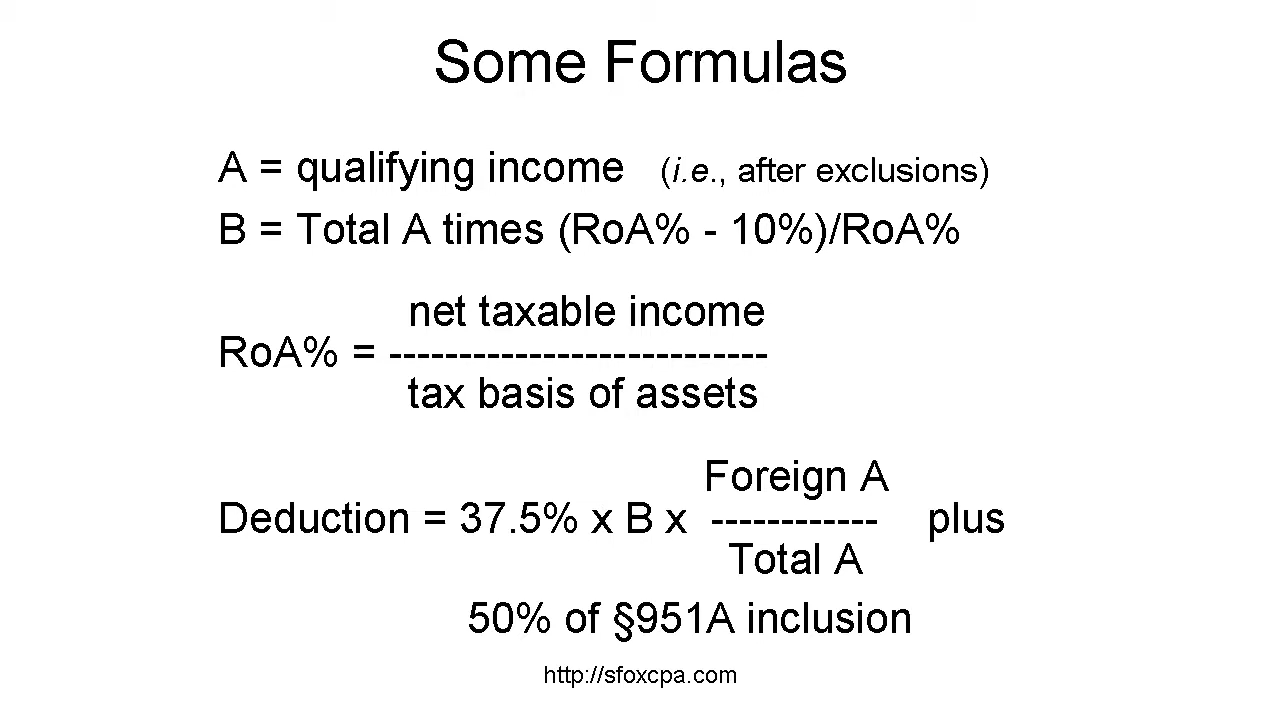 Some Formulas
A = qualifying income (i.e., after exclusions)
B = Total A times (RoA% - 10%)/RoA%
net taxable income
RoA% = ---------------------------
tax basis of assets
Foreign A
Deduction = 37.5% x B x ------------ plus
Total A
50% of §951A inclusion
http://sfoxcpa.com